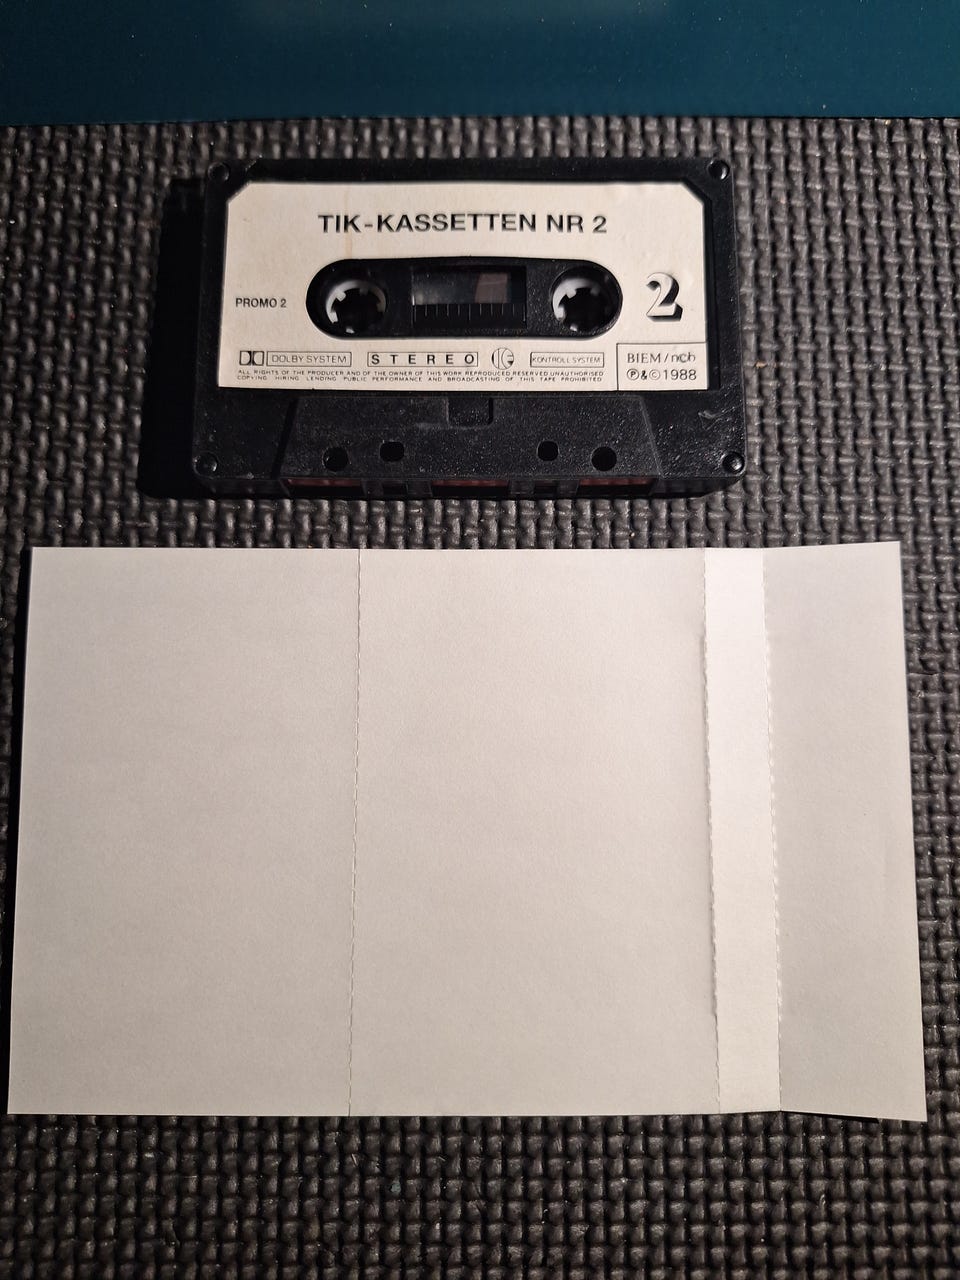 TIK-KASSETTEN NR 2
PROMO 2
2
DOLBY SYSTEM STEREO KONTROLL SYSTEM
ALL RIGHTS OF THE PRODUCER AND OF THE OWNER OF THIS WORK REPRODUCED RESERVED UNAUTHORISED
COPYING HIRING LENDING PUBLIC PERFORMANCE AND BROADCASTING OF THIS TAPE PROHIBITED
BIEM/ncb
℗&©1988